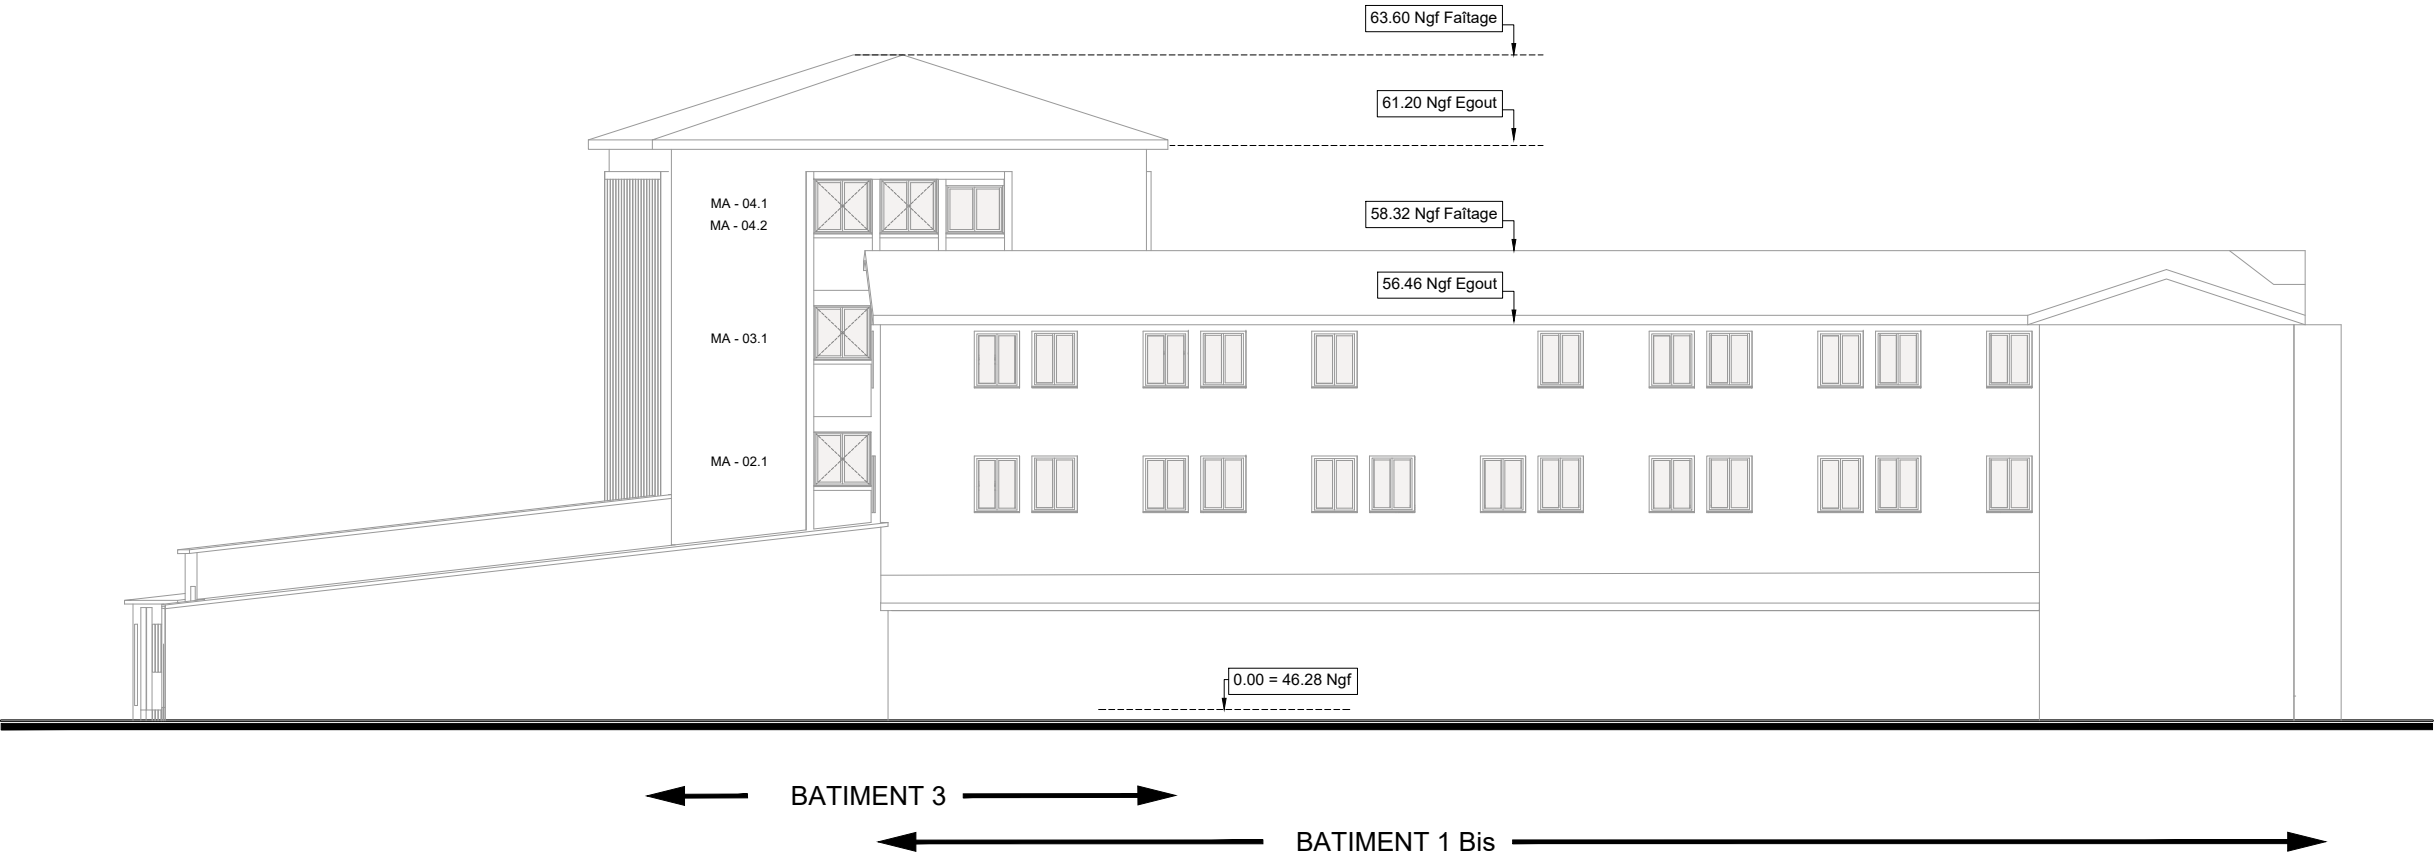 63.60 Ngf Faîtage
61.20 Ngf Egout
MA - 04.1
MA - 04.2
58.32 Ngf Faîtage
56.46 Ngf Egout
MA - 03.1
MA - 02.1
0.00 = 46.28 Ngf
BATIMENT 3
BATIMENT 1 Bis